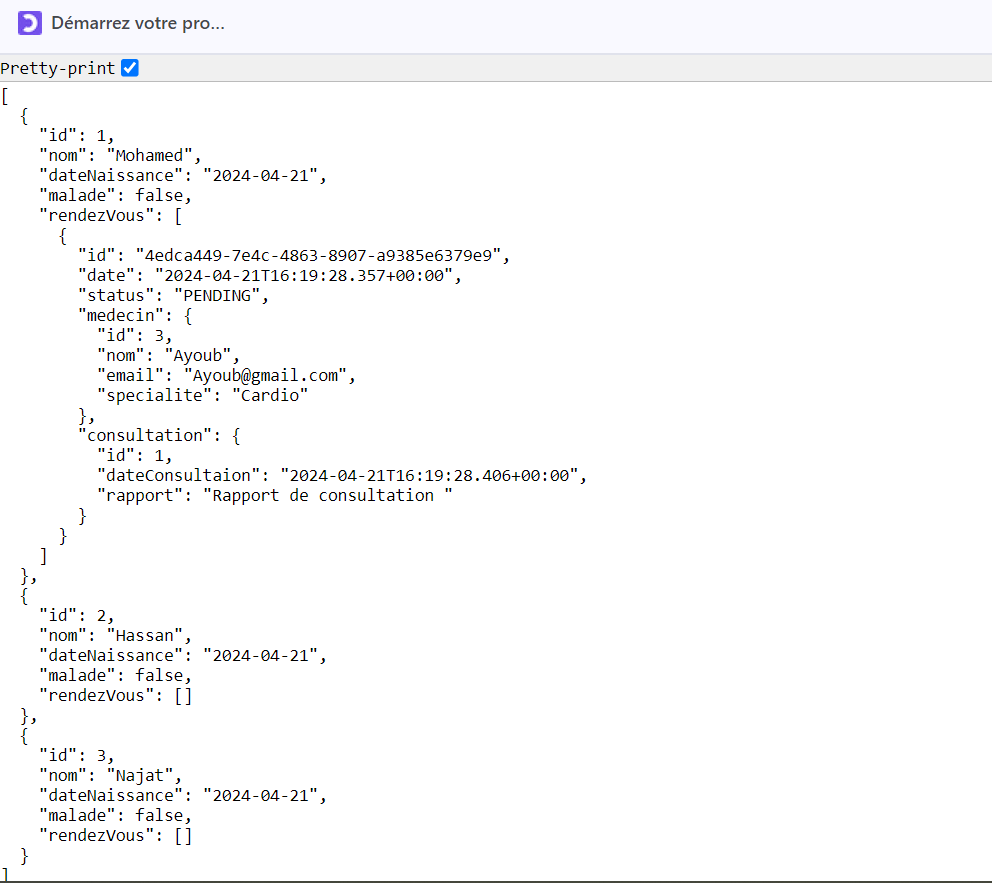 Démarrez votre pro...
Pretty-print
[
  {
    "id": 1,
    "nom": "Mohamed",
    "dateNaissance": "2024-04-21",
    "malade": false,
    "rendezVous": [
      {
        "id": "4edca449-7e4c-4863-8907-a9385e6379e9",
        "date": "2024-04-21T16:19:28.357+00:00",
        "status": "PENDING",
        "medecin": {
          "id": 3,
          "nom": "Ayoub",
          "email": "Ayoub@gmail.com",
          "specialite": "Cardio"
        },
        "consultation": {
          "id": 1,
          "dateConsultaion": "2024-04-21T16:19:28.406+00:00",
          "rapport": "Rapport de consultation "
        }
      }
    ]
  },
  {
    "id": 2,
    "nom": "Hassan",
    "dateNaissance": "2024-04-21",
    "malade": false,
    "rendezVous": []
  },
  {
    "id": 3,
    "nom": "Najat",
    "dateNaissance": "2024-04-21",
    "malade": false,
    "rendezVous": []
  }
]